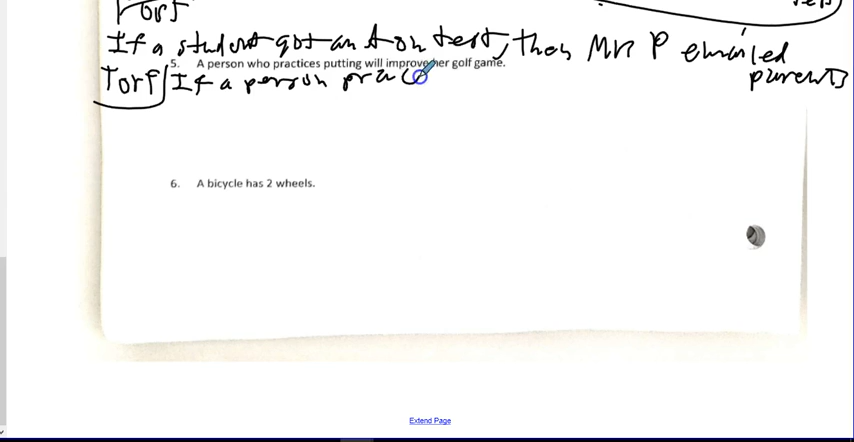 T or F
If a student got an A on test, then Mr P emailed parents
5. A person who practices putting will improve her golf game.
T or F If a person prac
6. A bicycle has 2 wheels.
Extend Page